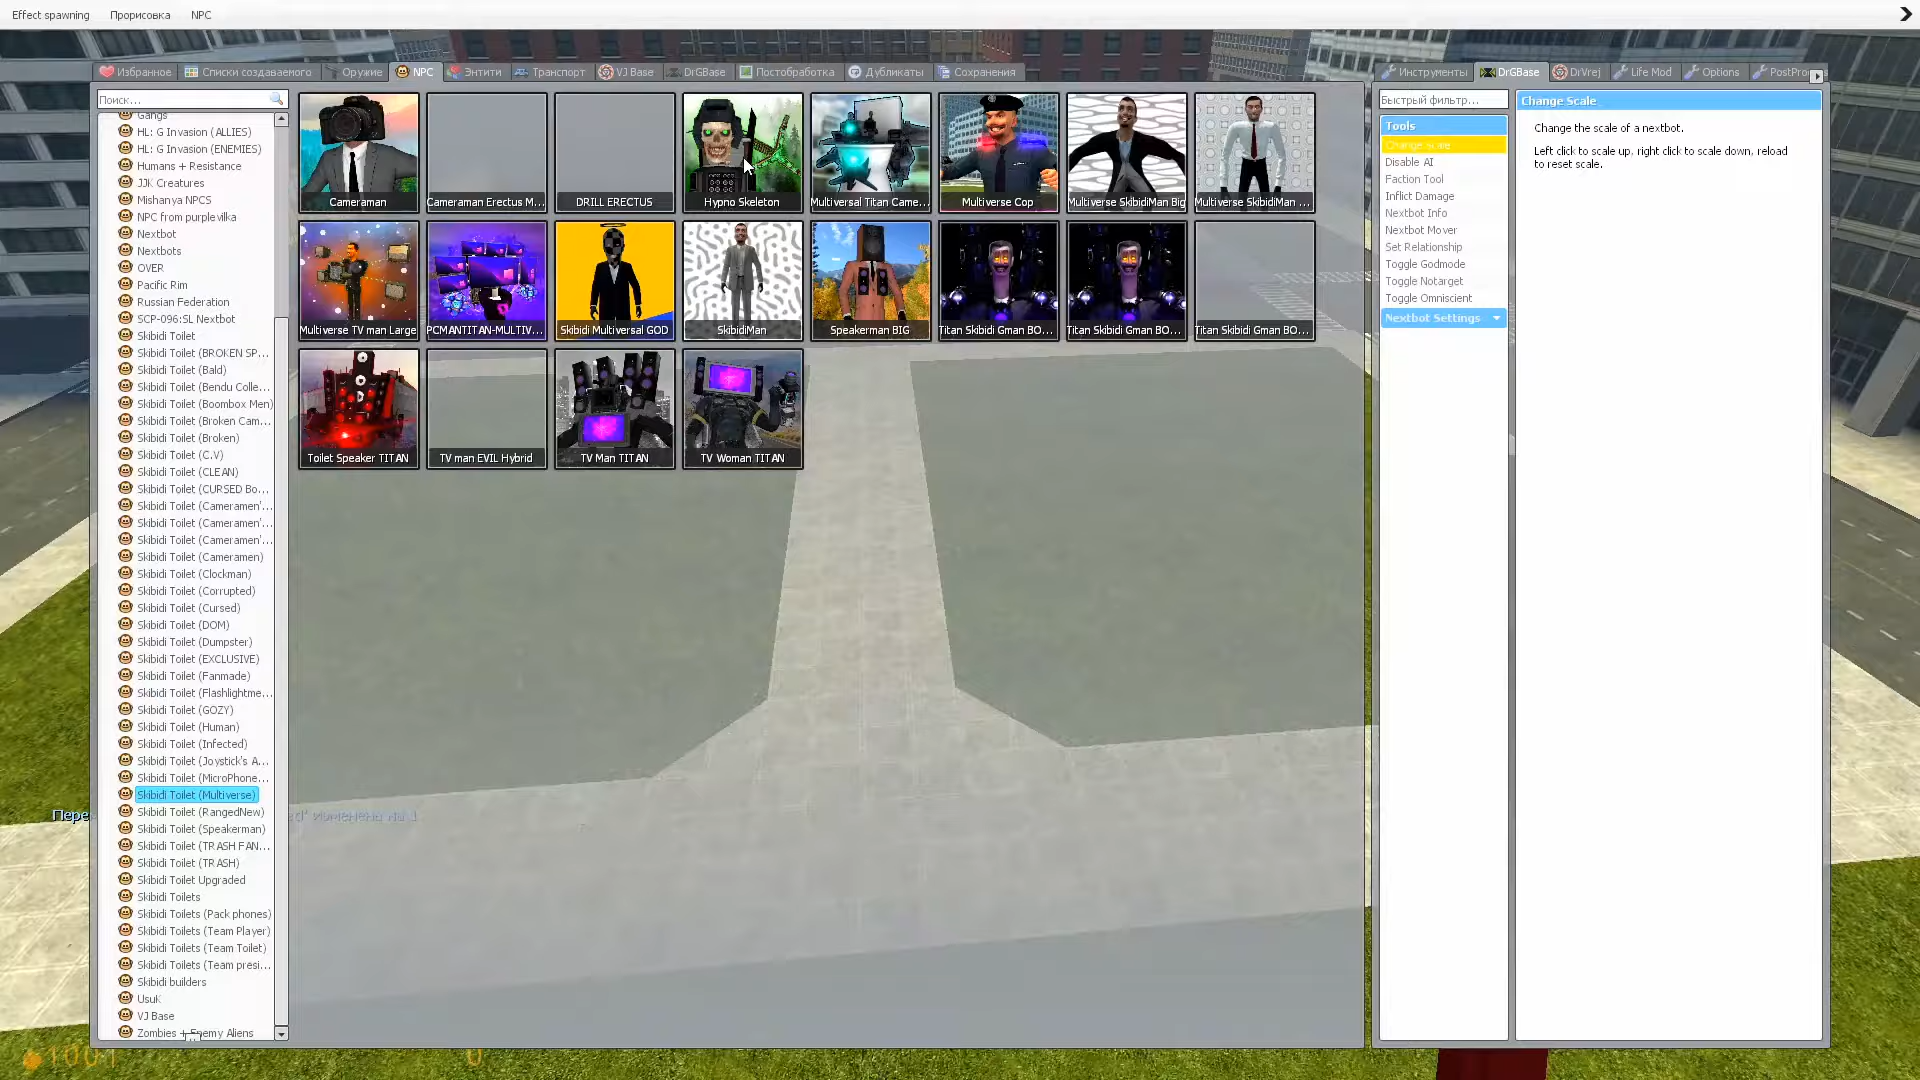 Effect spawning
Прорисовка
NPC
Избранное
Списки создаваемого
Оружие
NPC
Энтити
Транспорт
VJ Base
DrGBase
Постобработка
Дубликаты
Сохранения
Инструменты
DrGBase
DrVrej
Life Mod
Options
Поиск...
Gangs
HL: G Invasion (ALLIES)
HL: G Invasion (ENEMIES)
Humans + Resistance
JJK Creatures
Mishanya NPCS
NPC from purplevilka
Nextbot
Nextbots
OVER
Pacific Rim
Russian Federation
SCP-096:SL Nextbot
Skibidi Toilet
Skibidi Toilet (BROKEN SP...
Skibidi Toilet (Bald)
Skibidi Toilet (Bendu Colle...
Skibidi Toilet (Boombox Men)
Skibidi Toilet (Broken Cam...
Skibidi Toilet (Broken)
Skibidi Toilet (C.V)
Skibidi Toilet (CLEAN)
Skibidi Toilet (CURSED Bo...
Skibidi Toilet (Cameramen'...
Skibidi Toilet (Cameramen'...
Skibidi Toilet (Cameramen'...
Skibidi Toilet (Cameramen)
Skibidi Toilet (Clockman)
Skibidi Toilet (Corrupted)
Skibidi Toilet (Cursed)
Skibidi Toilet (DOM)
Skibidi Toilet (Dumpster)
Skibidi Toilet (EXCLUSIVE)
Skibidi Toilet (Fanmade)
Skibidi Toilet (Flashlightme...
Skibidi Toilet (GOZY)
Skibidi Toilet (Human)
Skibidi Toilet (Infected)
Skibidi Toilet (Joystick's A...
Skibidi Toilet (MicroPhone...
Skibidi Toilet (Multiverse)
Skibidi Toilet (RangedNew)
Skibidi Toilet (Speakerman)
Skibidi Toilet (TRASH FAN...
Skibidi Toilet (TRASH)
Skibidi Toilet Upgraded
Skibidi Toilets
Skibidi Toilets (Pack phones)
Skibidi Toilets (Team Player)
Skibidi Toilets (Team Toilet)
Skibidi Toilets (Team presi...
Skibidi builders
UsuK
VJ Base
Zombies + Enemy Aliens
Cameraman
Cameraman Erectus M...
DRILL ERECTUS
Hypno Skeleton
Multiversal Titan Came...
Multiverse Cop
Multiverse SkibidiMan Big
Multiverse SkibidiMan ...
Multiverse TV man Large
PCMANTITAN-MULTIV...
Skibidi Multiversal GOD
SkibidiMan
Speakerman BIG
Titan Skibidi Gman BO...
Titan Skibidi Gman BO...
Titan Skibidi Gman BO...
Toilet Speaker TITAN
TV man EVIL Hybrid
TV Man TITAN
TV Woman TITAN
изменена на 1
1001
0
Быстрый фильтр...
Tools
Change Scale
Disable AI
Faction Tool
Inflict Damage
Nextbot Info
Nextbot Mover
Set Relationship
Toggle Godmode
Toggle Notarget
Toggle Omniscient
Nextbot Settings
Change Scale
Change the scale of a nextbot.
Left click to scale up, right click to scale down, reload
to reset scale.